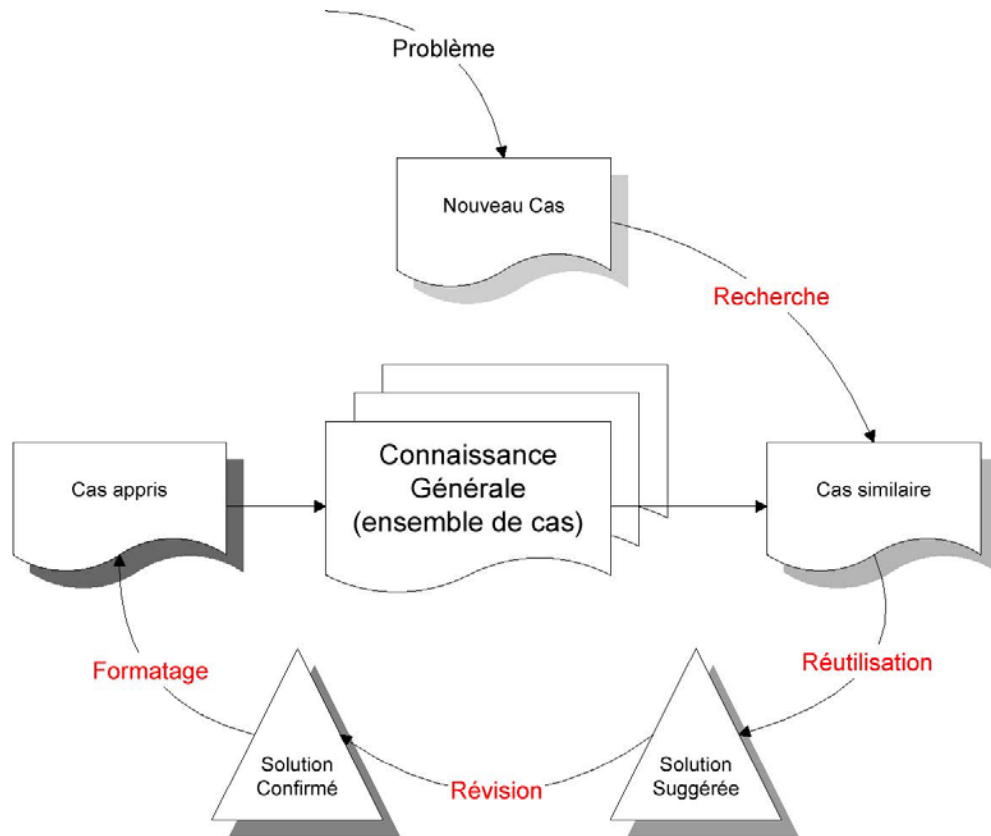 Problème
Nouveau Cas
Recherche
Connaissance
Générale
(ensemble de cas)
Cas appris
Cas similaire
Formatage
Réutilisation
Solution
Confirmé
Révision
Solution
Suggérée